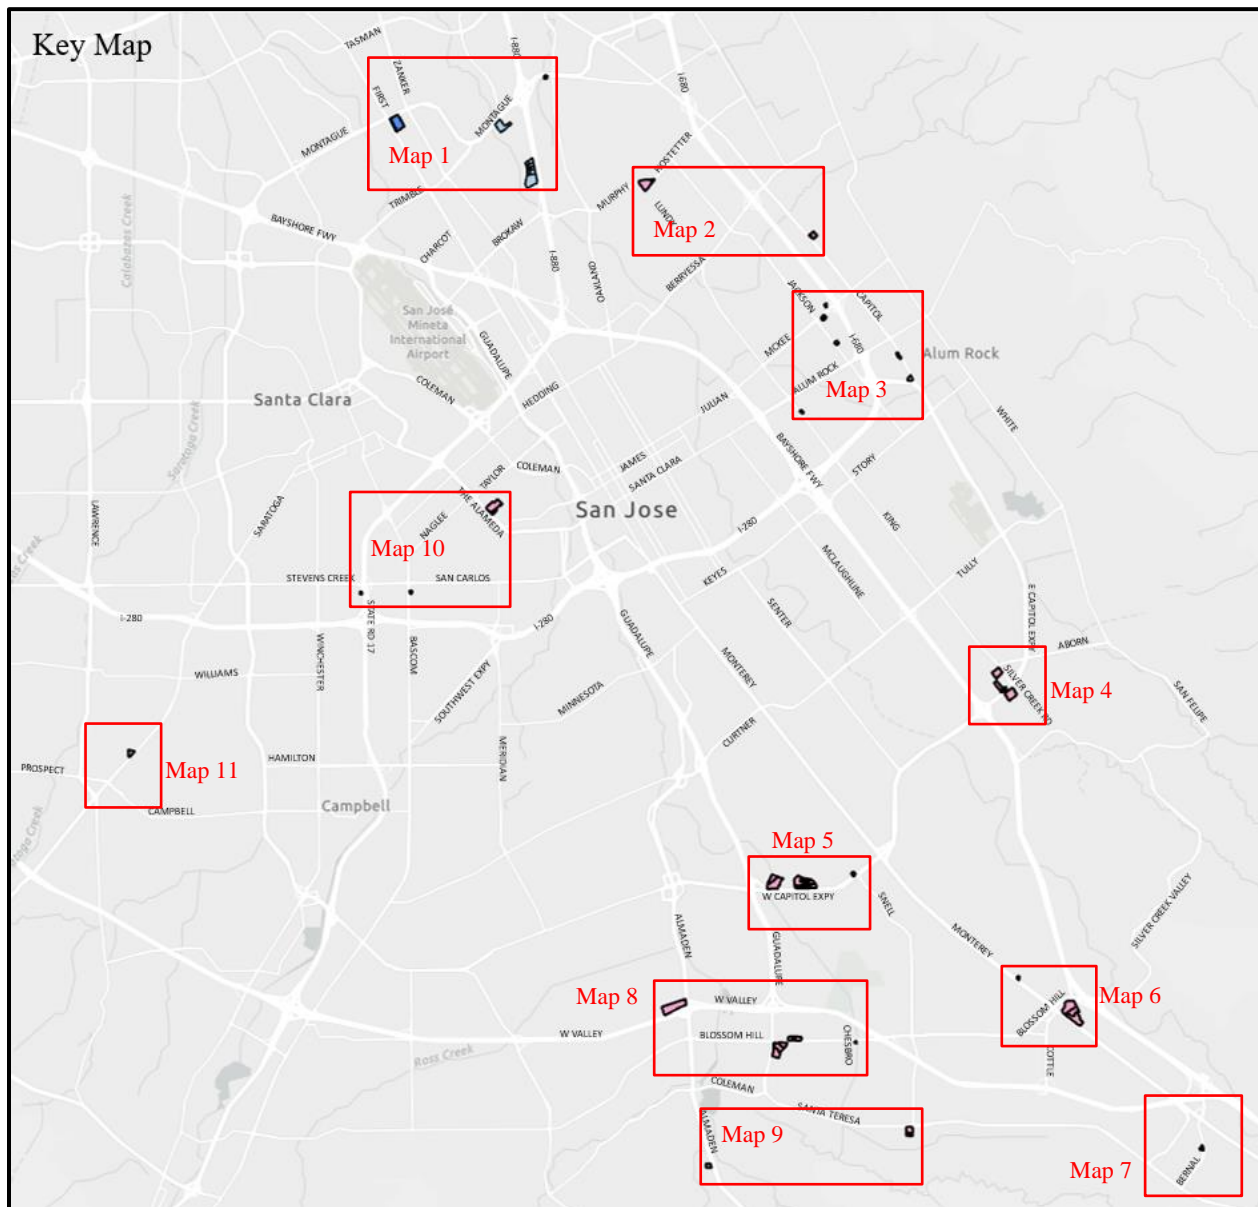 Key Map
TASMAN
ZANKER
FIRST
I-880
I-680
MONTAGUE
MONTAGUE
Map 1
TRIMBLE
HOSTETTER
MURPHY
LUNDY
Map 2
Calabazas Creek
BAYSHORE FWY
CHARCOT
BROKAW
I-880
OAKLAND
BERRYESSA
JACKSON
CAPITOL
San José
Mineta
International
Airport
GUADALUPE
MCKEE
I-680
Alum Rock
COLEMAN
HEDDING
ALUM ROCK
Map 3
Santa Clara
JULIAN
WHITE
Saratoga Creek
BAYSHORE FWY
STORY
TAYLOR
COLEMAN
JAMES
SANTA CLARA
THE ALAMEDA
NAGLEE
LAWRENCE
SARATOGA
San Jose
KING
I-280
Map 10
MCLAUGHLINE
TULLY
STEVENS CREEK
SAN CARLOS
KEYES
SENTER
E CAPITOL EXPY
I-280
I-280
STATE RD 17
BASCOM
WINCHESTER
GUADALUPE
ABORN
WILLIAMS
SOUTHWEST EXPY
MINNESOTA
MONTEREY
SILVER CREEK RD
Map 4
SAN FELIPE
CURTNER
MERIDIAN
PROSPECT
HAMILTON
Map 11
CAMPBELL
Campbell
Map 5
W CAPITOL EXPY
SNELL
SILVER CREEK VALLEY
ALMADEN
GUADALUPE
MONTEREY
Map 8
W VALLEY
BLOSSOM HILL
Map 6
W VALLEY
BLOSSOM HILL
CHESBRO
Ross Creek
COTTLE
COLEMAN
SANTA TERESA
ALMADEN
Map 9
Map 7
BERNAL